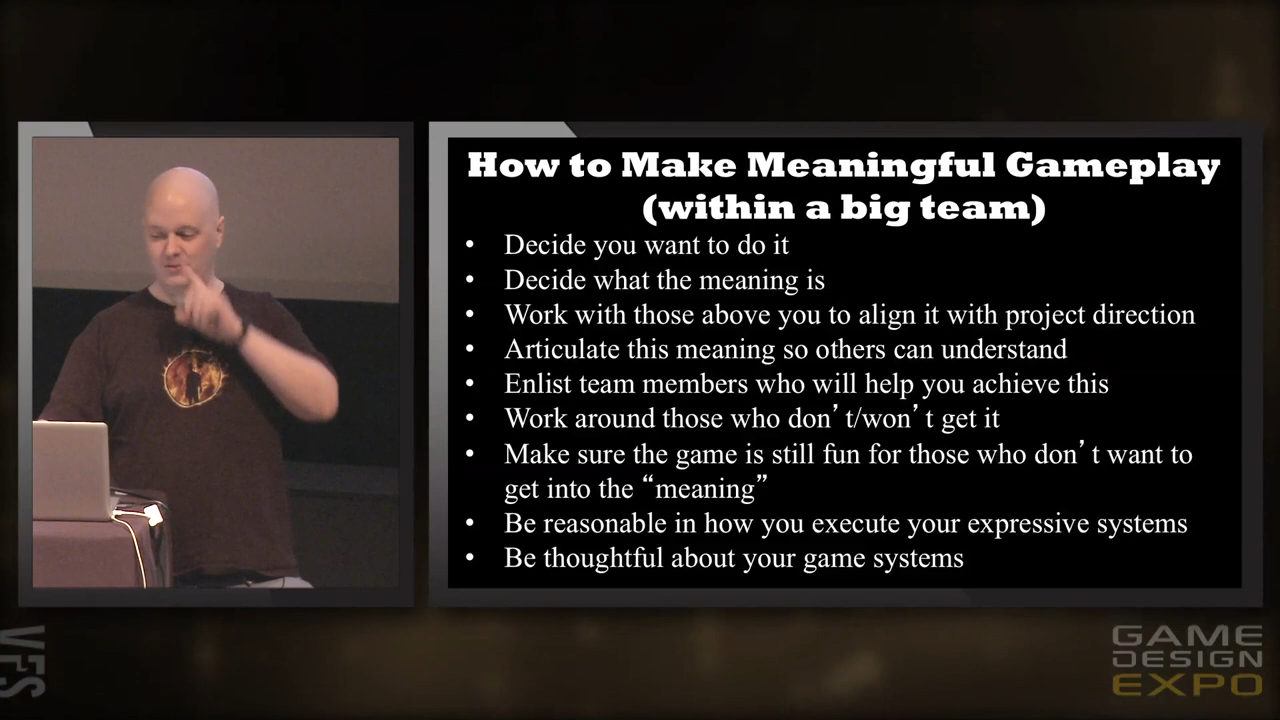 How to Make Meaningful Gameplay
(within a big team)
• Decide you want to do it
• Decide what the meaning is
• Work with those above you to align it with project direction
• Articulate this meaning so others can understand
• Enlist team members who will help you achieve this
• Work around those who don’t/won’t get it
• Make sure the game is still fun for those who don’t want to
get into the “meaning”
• Be reasonable in how you execute your expressive systems
• Be thoughtful about your game systems
VFS
GAME
DESIGN
EXPO